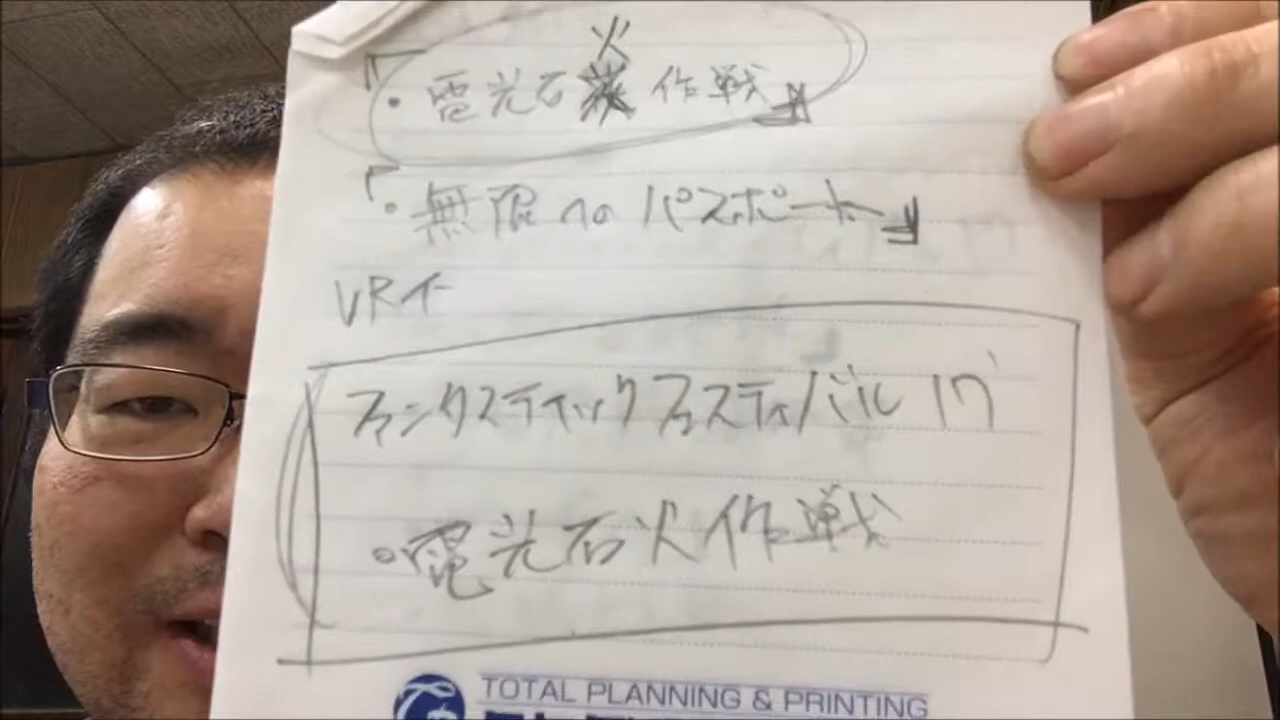 火
「・電光石作戦」
「・無限へのパスポート」
VRイ
ファンタスティックフェスティバル
・電光石火作戦
TOTAL PLANNING & PRINTING